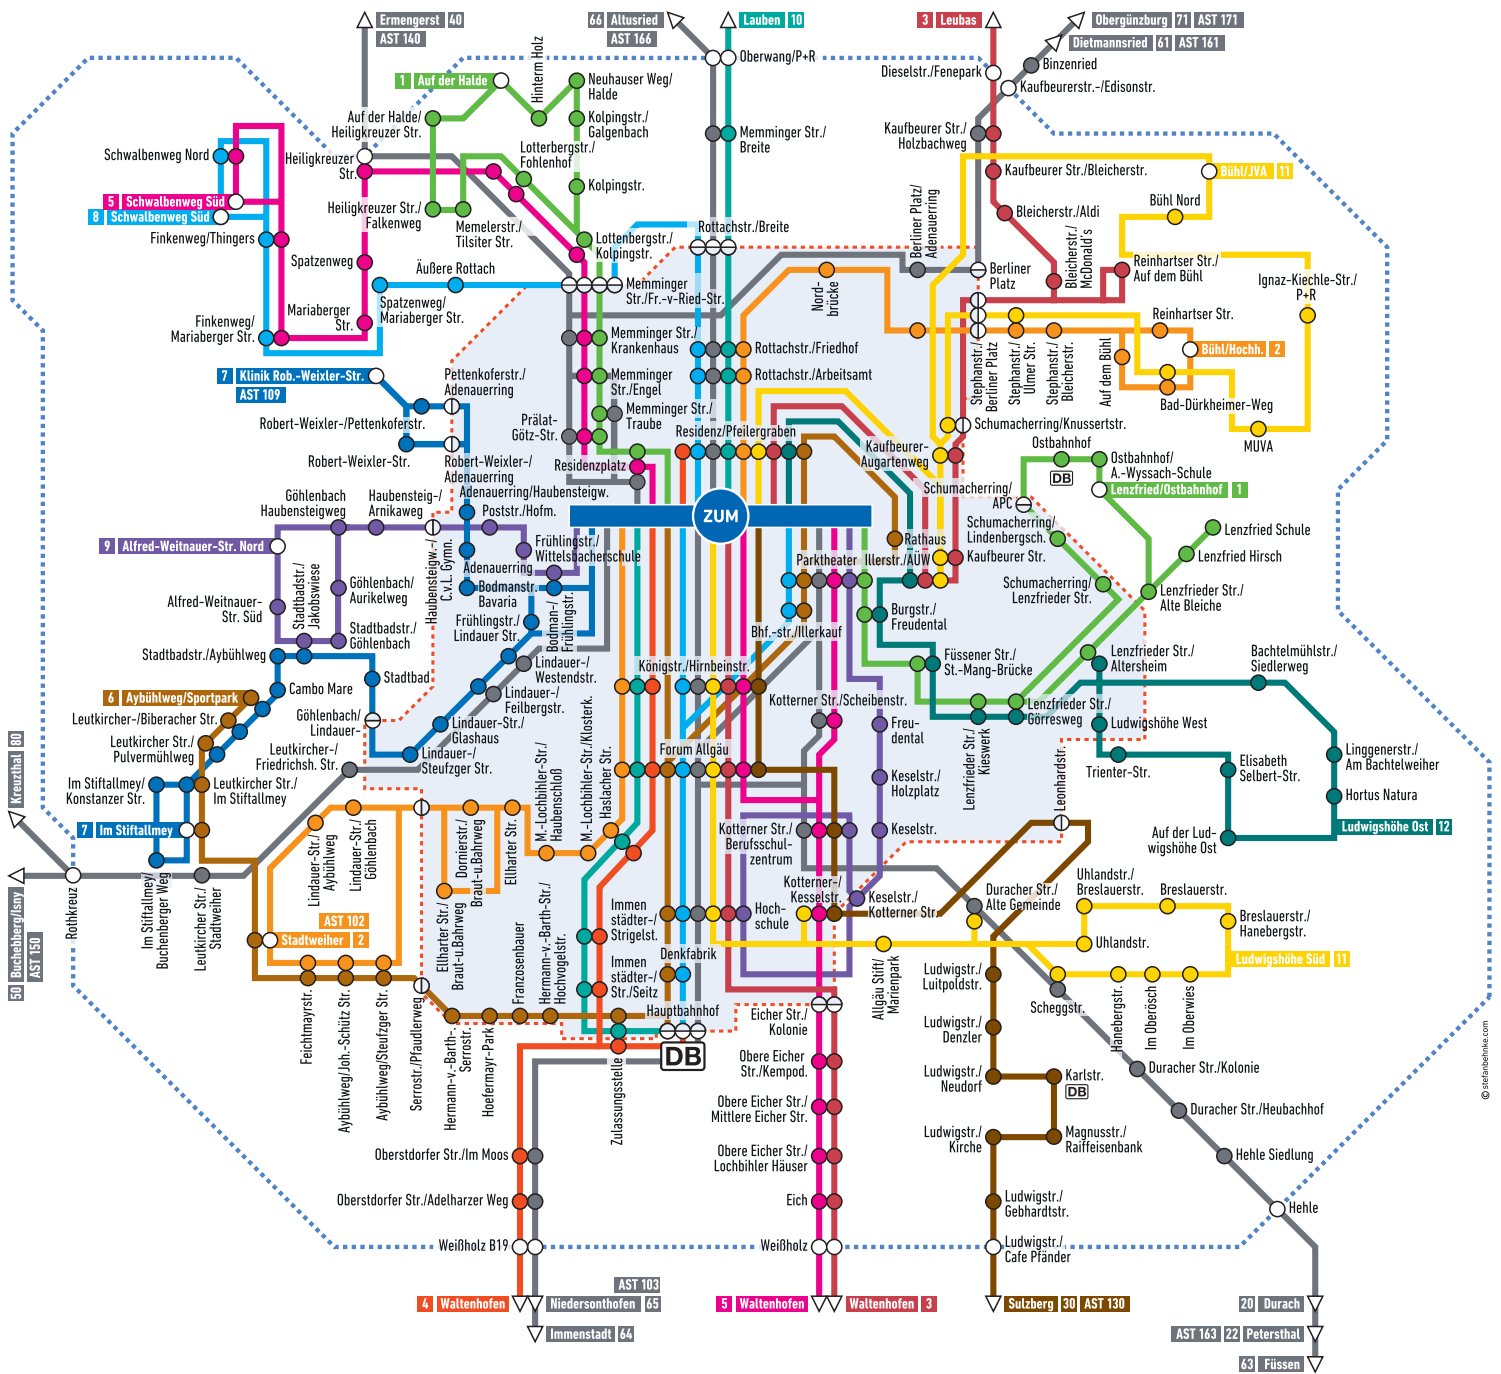 Ermengerst 40
AST 140
66 Altusried
AST 166
Lauben 10
3 Leubas
Obergünzburg 71 AST 171
Dietmannsried 61 AST 161
Binzenried
Kaufbeurerstr.-/Edisonstr.
Dieselstr./Fenepark
Oberwang/P+R
1 Auf der Halde
Hinterm Holz
Neuhauser Weg/
Halde
Auf der Halde/
Heiligkreuzer Str.
Kolpingstr./
Galgenbach
Memminger Str./
Breite
Kaufbeurer Str./
Holzbachweg
Schwalbenweg Nord
Heiligkreuzer
Str.
Lotterbergstr./
Fohlenhof
Kolpingstr.
Kaufbeurer Str./Bleicherstr.
Bühl/JVA 11
Bühl Nord
5 Schwalbenweg Süd
8 Schwalbenweg Süd
Heiligkreuzer Str./
Falkenweg
Memelerstr./
Tilsiter Str.
Bleicherstr./Aldi
Finkenweg/Thingers
Lottenbergstr./
Kolpingstr.
Rottachstr./Breite
Berliner Platz/
Adenauerring
Bleicherstr./
McDonald's
Reinhartser Str./
Auf dem Bühl
Spatzenweg
Äußere Rottach
Memminger
Str./Fr.-v-Ried-Str.
Nord-
brücke
Berliner
Platz
Ignaz-Kiechle-Str./
P+R
Spatzenweg/
Mariaberger Str.
Mariaberger
Str.
Finkenweg/
Mariaberger Str.
Memminger Str./
Krankenhaus
Rottachstr./Friedhof
Reinhartser Str.
Bühl/Hochh. 2
7 Klinik Rob.-Weixler-Str.
AST 109
Pettenkoferstr./
Adenauerring
Memminger
Str./Engel
Rottachstr./Arbeitsamt
Stephanstr./
Berliner Platz
Stephanstr./
Ulmer Str.
Stephanstr./
Bleicherstr.
Auf dem Bühl
Bad-Dürkheimer-Weg
Memminger Str./
Traube
Robert-Weixler-/Pettenkoferstr.
Prälat-
Götz-Str.
Residenz/Pfeilergraben
Schumacherring/Knussertstr.
MUVA
Robert-Weixler-Str.
Robert-Weixler-/
Adenauerring
Residenzplatz
Kaufbeurer-
Augartenweg
Ostbahnhof
DB
Ostbahnhof/
A.-Wyssach-Schule
Lenzfried/Ostbahnhof 1
Adenauerring/Haubensteigw.
Schumacherring/
APC
Göhlenbach
Haubensteigweg
Haubensteig-/
Arnikaweg
Poststr./Hofm.
ZUM
Schumacherring/
Lindenbergsch.
Lenzfried Schule
9 Alfred-Weitnauer-Str. Nord
Frühlingstr./
Wittelsbacherschule
Rathaus
Lenzfried Hirsch
Haubensteigw.-/
C.v.L. Gymn.
Adenauerring
Parktheater
Illerstr./AÜW
Kaufbeurer Str.
Stadtbadstr./
Jakobswiese
Göhlenbach/
Aurikelweg
Bodmanstr.
Bavaria
Schumacherring/
Lenzfrieder Str.
Lenzfrieder Str./
Alte Bleiche
Alfred-Weitnauer-
Str. Süd
Burgstr./
Freudental
Frühlingstr./
Lindauer Str.
Bodman-/
Frühlingstr.
Bhf.-str./Illerkauf
Stadtbadstr./
Göhlenbach
Stadtbadstr./Aybühlweg
Lindauer-/
Westendstr.
Königstr./Hirnbeinstr.
Füssener Str./
St.-Mang-Brücke
Lenzfrieder Str./
Altersheim
Bachtelmühlstr./
Siedlerweg
Stadtbad
6 Aybühlweg/Sportpark
Cambo Mare
Lindauer-/
Feilbergstr.
Kotterner Str./Scheibenstr.
Lenzfrieder Str./
Görresweg
Leutkircher-/Biberacher Str.
Göhlenbach/
Lindauer-
Lindauer-Str./
Glashaus
Freu-
dental
Ludwigshöhe West
Leutkircher Str./
Pulvermühlweg
Leutkircher-/
Friedrichsh. Str.
Lindauer-/
Steufzger Str.
Forum Allgäu
Lenzfrieder Str./
Kieswerk
Leonhardstr.
Trienter-Str.
Elisabeth
Selbert-Str.
Linggenerstr./
Am Bachtelweiher
Kreuzthal 80
Im Stiftallmey/
Konstanzer Str.
Leutkircher Str./
Im Stiftallmey
M.-Lochbihler-Str./
Haubenschloß
M.-Lochbihler-Str./Klosterk.
Haslacher Str.
Keselstr./
Holzplatz
Hortus Natura
7 Im Stiftallmey
Lindauer-Str./
Aybühlweg
Lindauer-Str./
Göhlenbach
Dornierstr./
Braut-u.Bahrweg
Ellharter Str.
Kotterner Str./
Berufsschul-
zentrum
Keselstr.
Auf der Lud-
wigshöhe Ost
Ludwigshöhe Ost 12
50 Buchenberg/Isny
AST 150
Rothkreuz
Im Stiftallmey/
Buchenberger Weg
Leutkircher Str./
Stadtweiher
AST 102
Stadtweiher 2
Ellharter Str./
Braut-u.Bahrweg
Franzosenbauer
Hermann-v.-Barth-Str./
Hochvogelstr.
Immen
städter-/
Strigelst.
Hoch-
schule
Kotterner-/
Keselstr.
Keselstr./
Kotterner Str.
Duracher Str./
Alte Gemeinde
Uhlandstr./
Breslauerstr.
Breslauerstr.
Breslauerstr./
Hanebergstr.
Uhlandstr.
Denkfabrik
Immen
städter-/
Str./Seitz
Allgäu Stift/
Marienpark
Ludwigstr./
Luitpoldstr.
Ludwigshöhe Süd 11
Feichtmayrstr.
Aybühlweg/Joh.-Schütz Str.
Aybühlweg/Steufzger Str.
Serrostr./Pfaudlerweg
Hermann-v.-Barth-
Serrostr.
Hoefermayr-Park
Hauptbahnhof
DB
Zulassungsstelle
Eicher Str./
Kolonie
Scheggstr.
Hanebergstr.
Im Oberösch
Im Oberwies
Ludwigstr./
Denzler
Obere Eicher
Str./Kempod.
Ludwigstr./
Neudorf
Karlstr.
DB
Duracher Str./Kolonie
Obere Eicher Str./
Mittlere Eicher Str.
Duracher Str./Heubachhof
Oberstdorfer Str./Im Moos
Obere Eicher Str./
Lochbihler Häuser
Ludwigstr./
Kirche
Magnusstr./
Raiffeisenbank
Hehle Siedlung
Oberstdorfer Str./Adelharzer Weg
Eich
Ludwigstr./
Gebhardtstr.
Hehle
Weißholz B19
Weißholz
Ludwigstr./
Cafe Pfänder
AST 103
4 Waltenhofen
Niedersonthofen 65
Immenstadt 64
5 Waltenhofen
Waltenhofen 3
Sulzberg 30 AST 130
20 Durach
AST 163 22 Petersthal
63 Füssen
© stefanbehnke.com